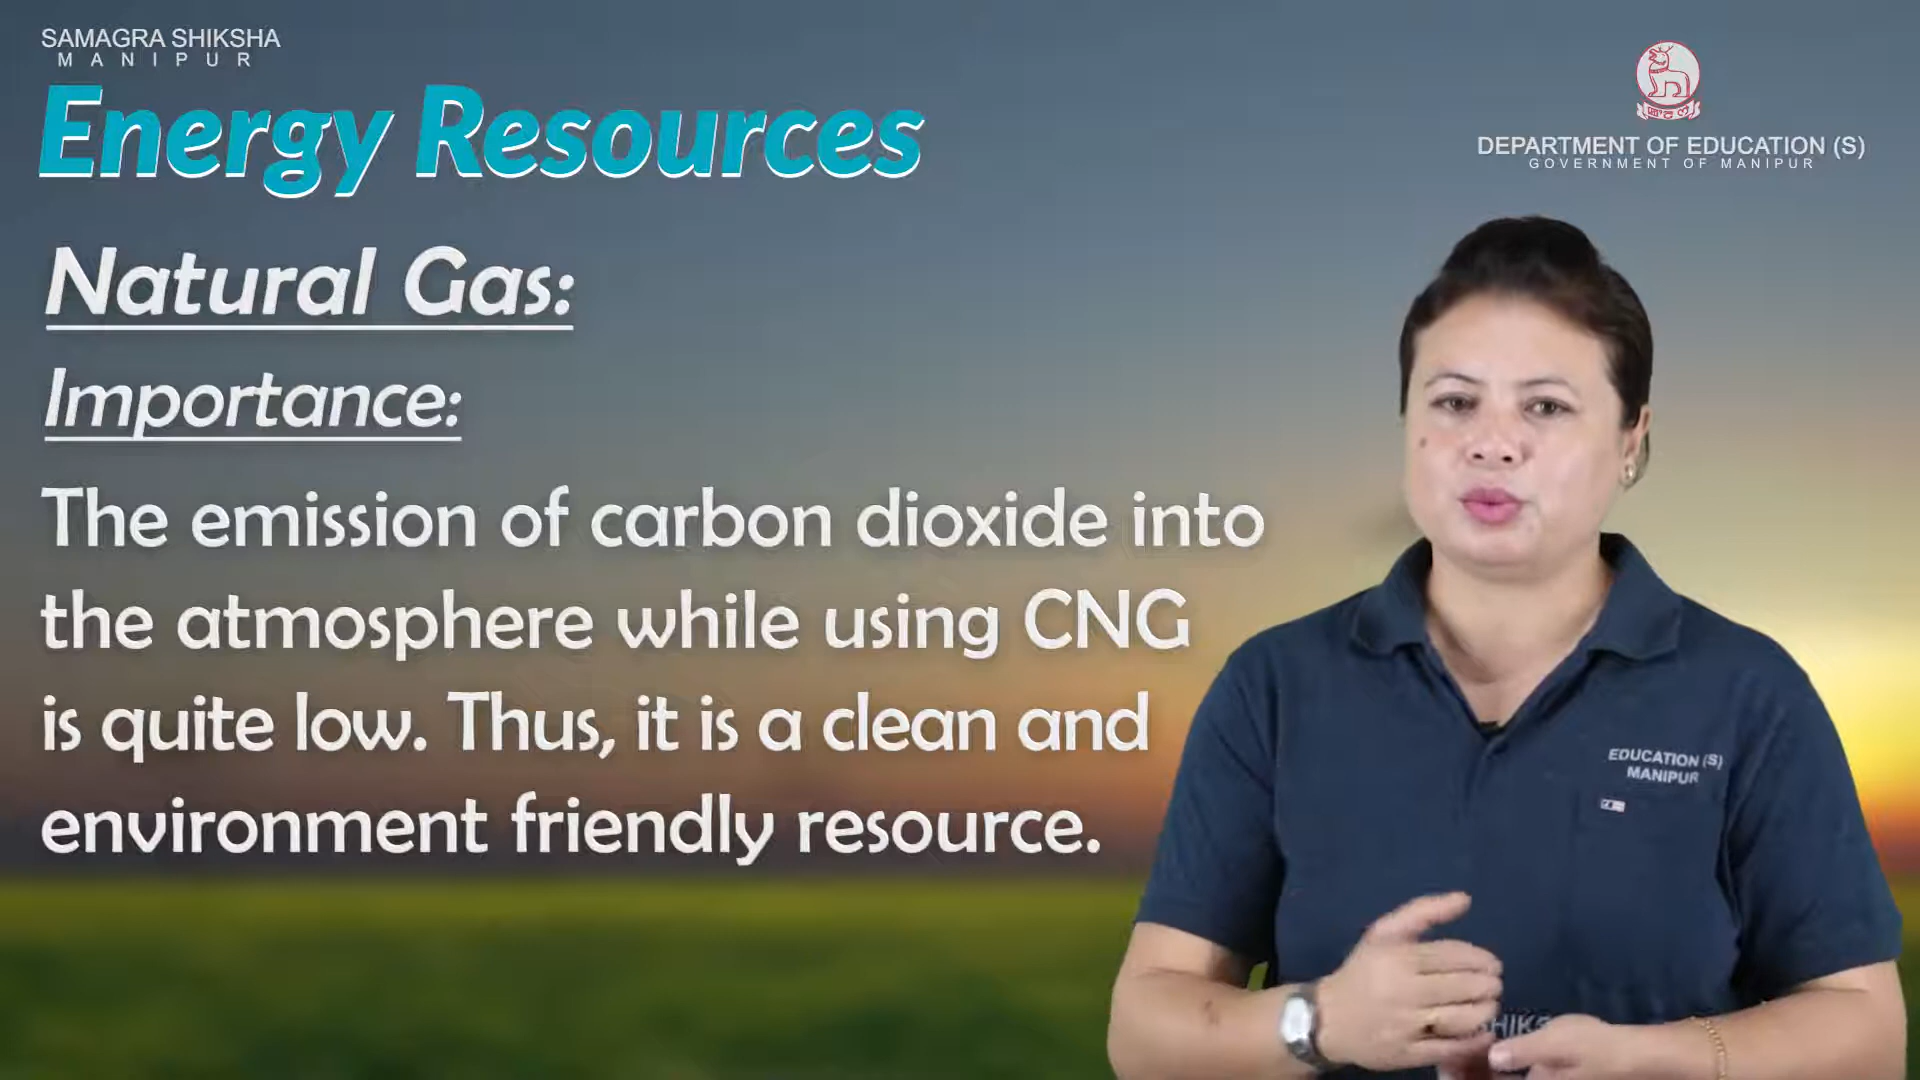 SAMAGRA SHIKSHA
MANIPUR
Energy Resources
DEPARTMENT OF EDUCATION (S)
GOVERNMENT OF MANIPUR
Natural Gas:
Importance:
The emission of carbon dioxide into
the atmosphere while using CNG
is quite low. Thus, it is a clean and
environment friendly resource.
EDUCATION (S)
MANIPUR